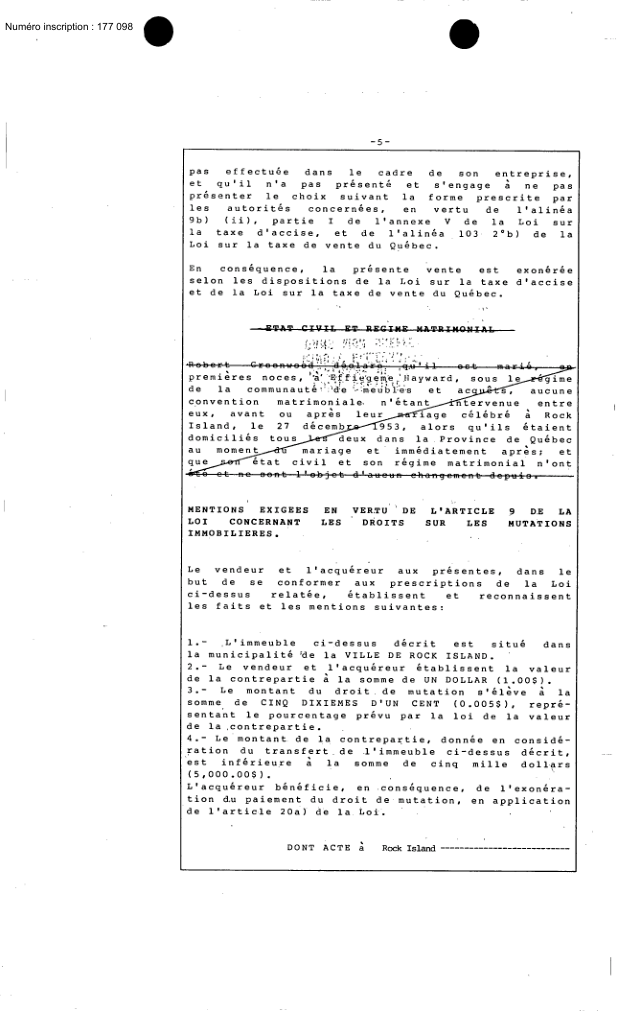 Numéro inscription : 177 098
-5-
pas effectuée dans le cadre de son entreprise,
et qu'il n'a pas présenté et s'engage à ne pas
présenter le choix suivant la forme prescrite par
les autorités concernées, en vertu de l'alinéa
9b) (ii), partie I de l'annexe V de la Loi sur
la taxe d'accise, et de l'alinéa 103 2°b) de la
Loi sur la taxe de vente du Québec.
En conséquence, la présente vente est exonérée
selon les dispositions de la Loi sur la taxe d'accise
et de la Loi sur la taxe de vente du Québec.
ETAT CIVIL ET REGIME MATRIMONIAL
Robert Greenwood déclare qu'il est marié, en
premières noces, à Effiegene Hayward, sous le régime
de la communauté de meubles et acquêts, aucune
convention matrimoniale n'étant intervenue entre
eux, avant ou après leur mariage célébré à Rock
Island, le 27 décembre 1953, alors qu'ils étaient
domiciliés tous les deux dans la Province de Québec
au moment du mariage et immédiatement après; et
que son état civil et son régime matrimonial n'ont
été et ne sont l'objet d'aucun changement depuis.
MENTIONS EXIGEES EN VERTU DE L'ARTICLE 9 DE LA
LOI CONCERNANT LES DROITS SUR LES MUTATIONS
IMMOBILIERES.
Le vendeur et l'acquéreur aux présentes, dans le
but de se conformer aux prescriptions de la Loi
ci-dessus relatée, établissent et reconnaissent
les faits et les mentions suivantes:
1.- L'immeuble ci-dessus décrit est situé dans
la municipalité de la VILLE DE ROCK ISLAND.
2.- Le vendeur et l'acquéreur établissent la valeur
de la contrepartie à la somme de UN DOLLAR (1.00$).
3.- Le montant du droit de mutation s'élève à la
somme de CINQ DIXIEMES D'UN CENT (0.005$), repré-
sentant le pourcentage prévu par la loi de la valeur
de la contrepartie.
4.- Le montant de la contrepartie, donnée en considé-
ration du transfert de l'immeuble ci-dessus décrit,
est inférieure à la somme de cinq mille dollars
(5,000.00$).
L'acquéreur bénéficie, en conséquence, de l'exonéra-
tion du paiement du droit de mutation, en application
de l'article 20a) de la Loi.
DONT ACTE à Rock Island ---------------------------